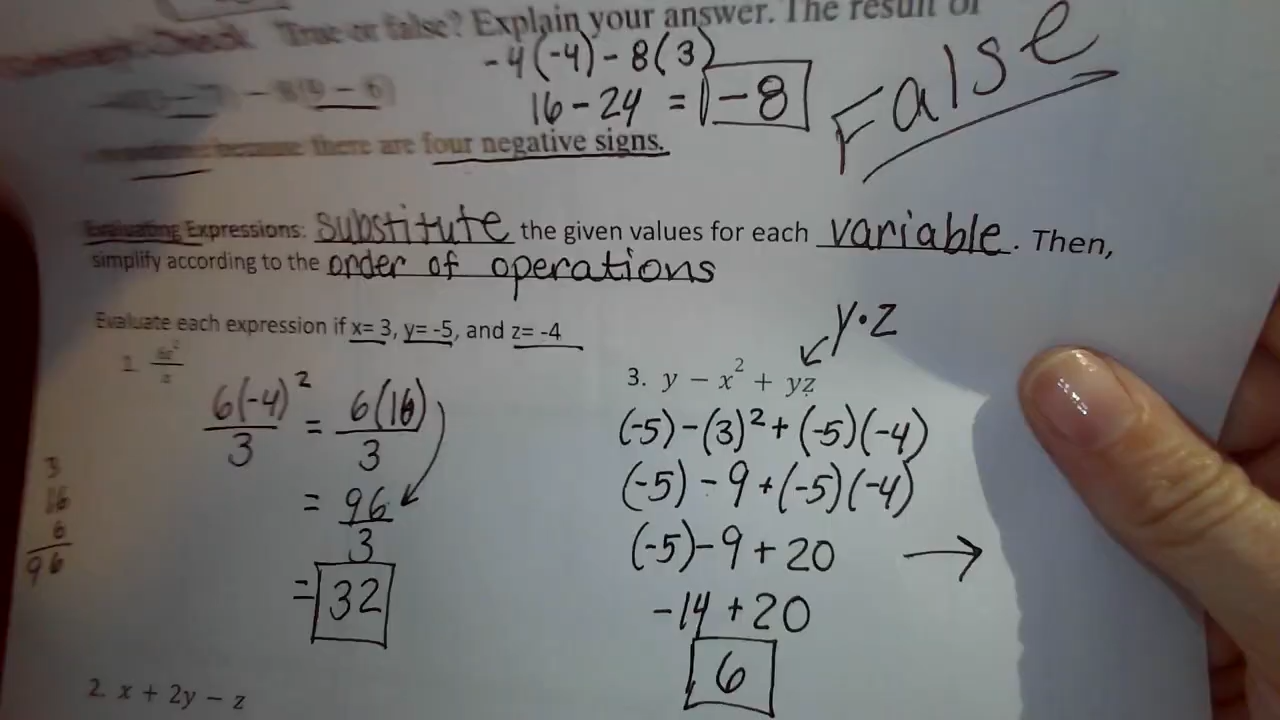 True or false? Explain your answer. The result of
-4(-4) - 8(3)
16 - 24 = -8
False
because there are four negative signs.
Evaluating Expressions: substitute the given values for each variable. Then,
simplify according to the order of operations
Evaluate each expression if x= 3, y= -5, and z= -4
y·z
1.
6(-4)² / 3 = 6(16) / 3
= 96 / 3
= 32
3
16
6
96
3. y − x² + yz
(-5) - (3)² + (-5)(-4)
(-5) - 9 + (-5)(-4)
(-5) - 9 + 20 →
-14 + 20
6
2. x + 2y − z